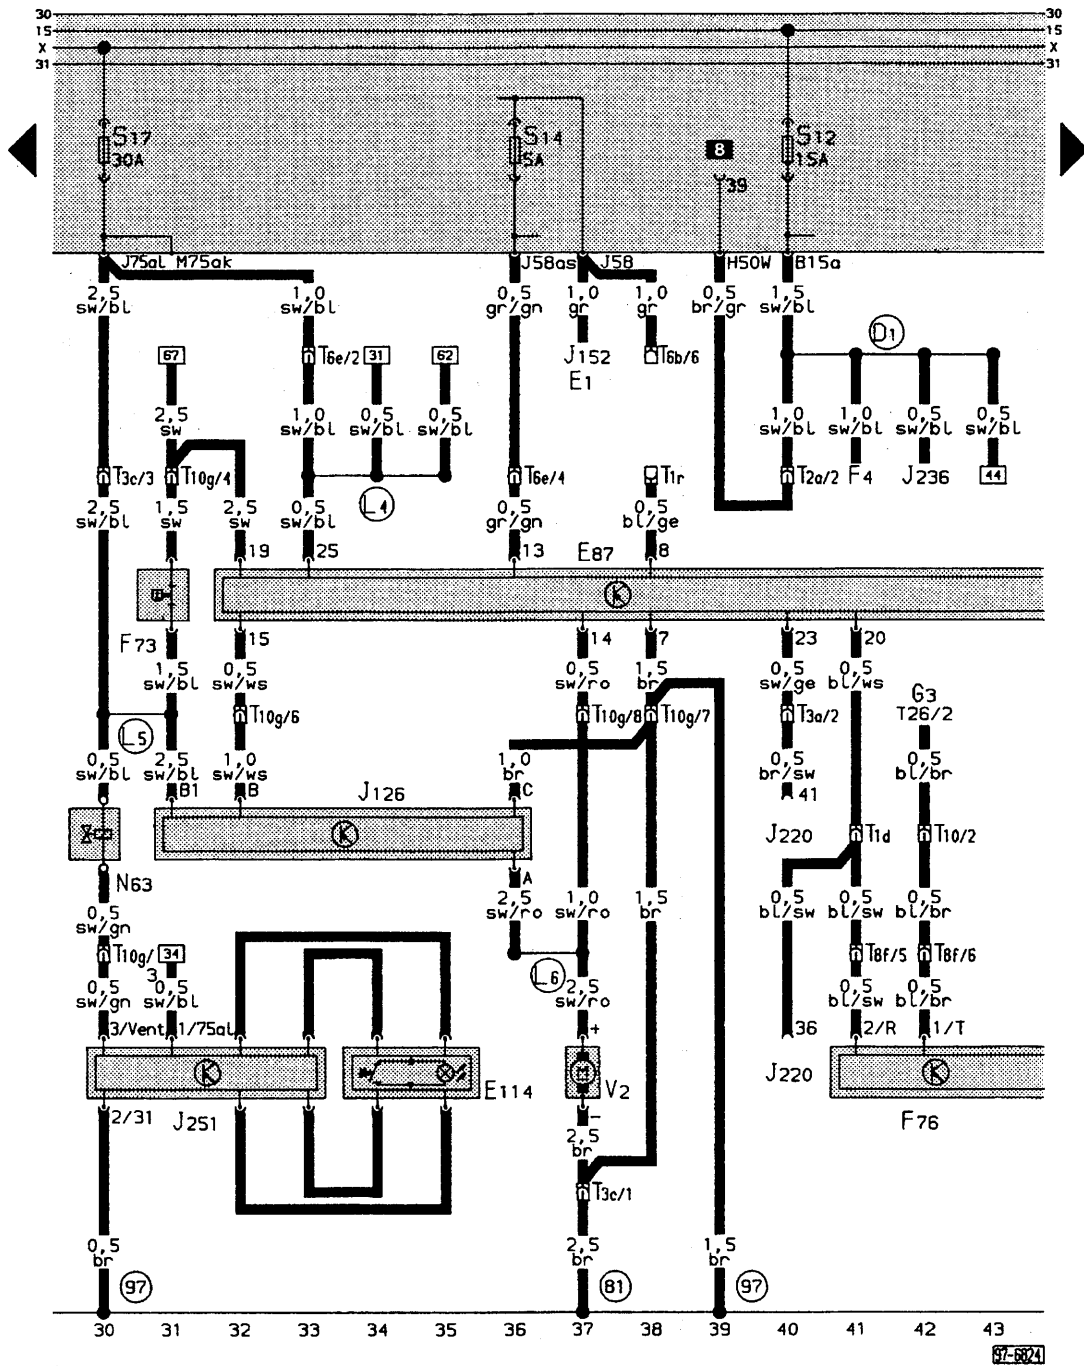 30 30
15 15
X X
31 31
S17 S14 8 S12
30A 5A 39 15A
J75al M75ak J58as J58 H50W B15a
2,5 1,0 0,5 1,0 1,0 0,5 1,5
sw/bl sw/bl gr/gn gr gr br/gr sw/bl
D1
67 T6e/2 31 62 J152 T6b/6
E1
2,5 1,0 0,5 0,5 0,5 1,0 1,0 0,5 0,5
sw sw/bl sw/bl sw/bl gr/gn sw/bl sw/bl sw/bl sw/bl
T3c/3 T10g/4 T6e/4 T1r T2a/2 F4 J236 44
L4
2,5 1,5 2,5 0,5 0,5 0,5
sw/bl sw sw sw/bl gr/gn bl/ge
19 25 13 E87 8
F73 15 14 7 23 20
1,5 0,5 0,5 1,5 0,5 0,5 G3
sw/bl sw/ws sw/ro br sw/ge bl/ws T26/2
L5 T10g/6 T10g/8 T10g/7 T3a/2
0,5 2,5 1,0 1,0 0,5 0,5
sw/bl sw/bl sw/ws br br/sw bl/br
B1 B J126 C 41
J220 T1d T10/2
N63 A
0,5 2,5 1,0 1,5 0,5 0,5 0,5
sw/gn sw/ro sw/ro br bl/sw bl/sw bl/br
T10g/ 34 T8f/5 T8f/6
3 L6
0,5 0,5 2,5 0,5 0,5
sw/gn sw/bl sw/ro bl/sw bl/br
3/Vent 1/75al + 36 2/R 1/T
M J220
E114 V2
2/31 J251 - F76
2,5
br
T3c/1
0,5 2,5 1,5
br br br
97 81 97
30 31 32 33 34 35 36 37 38 39 40 41 42 43
97-6824